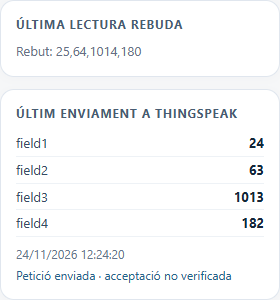 ÚLTIMA LECTURA REBUDA
Rebut: 25,64,1014,180
ÚLTIM ENVIAMENT A THINGSPEAK
field1 24
field2 63
field3 1013
field4 182
24/11/2026 12:24:20
Petició enviada · acceptació no verificada